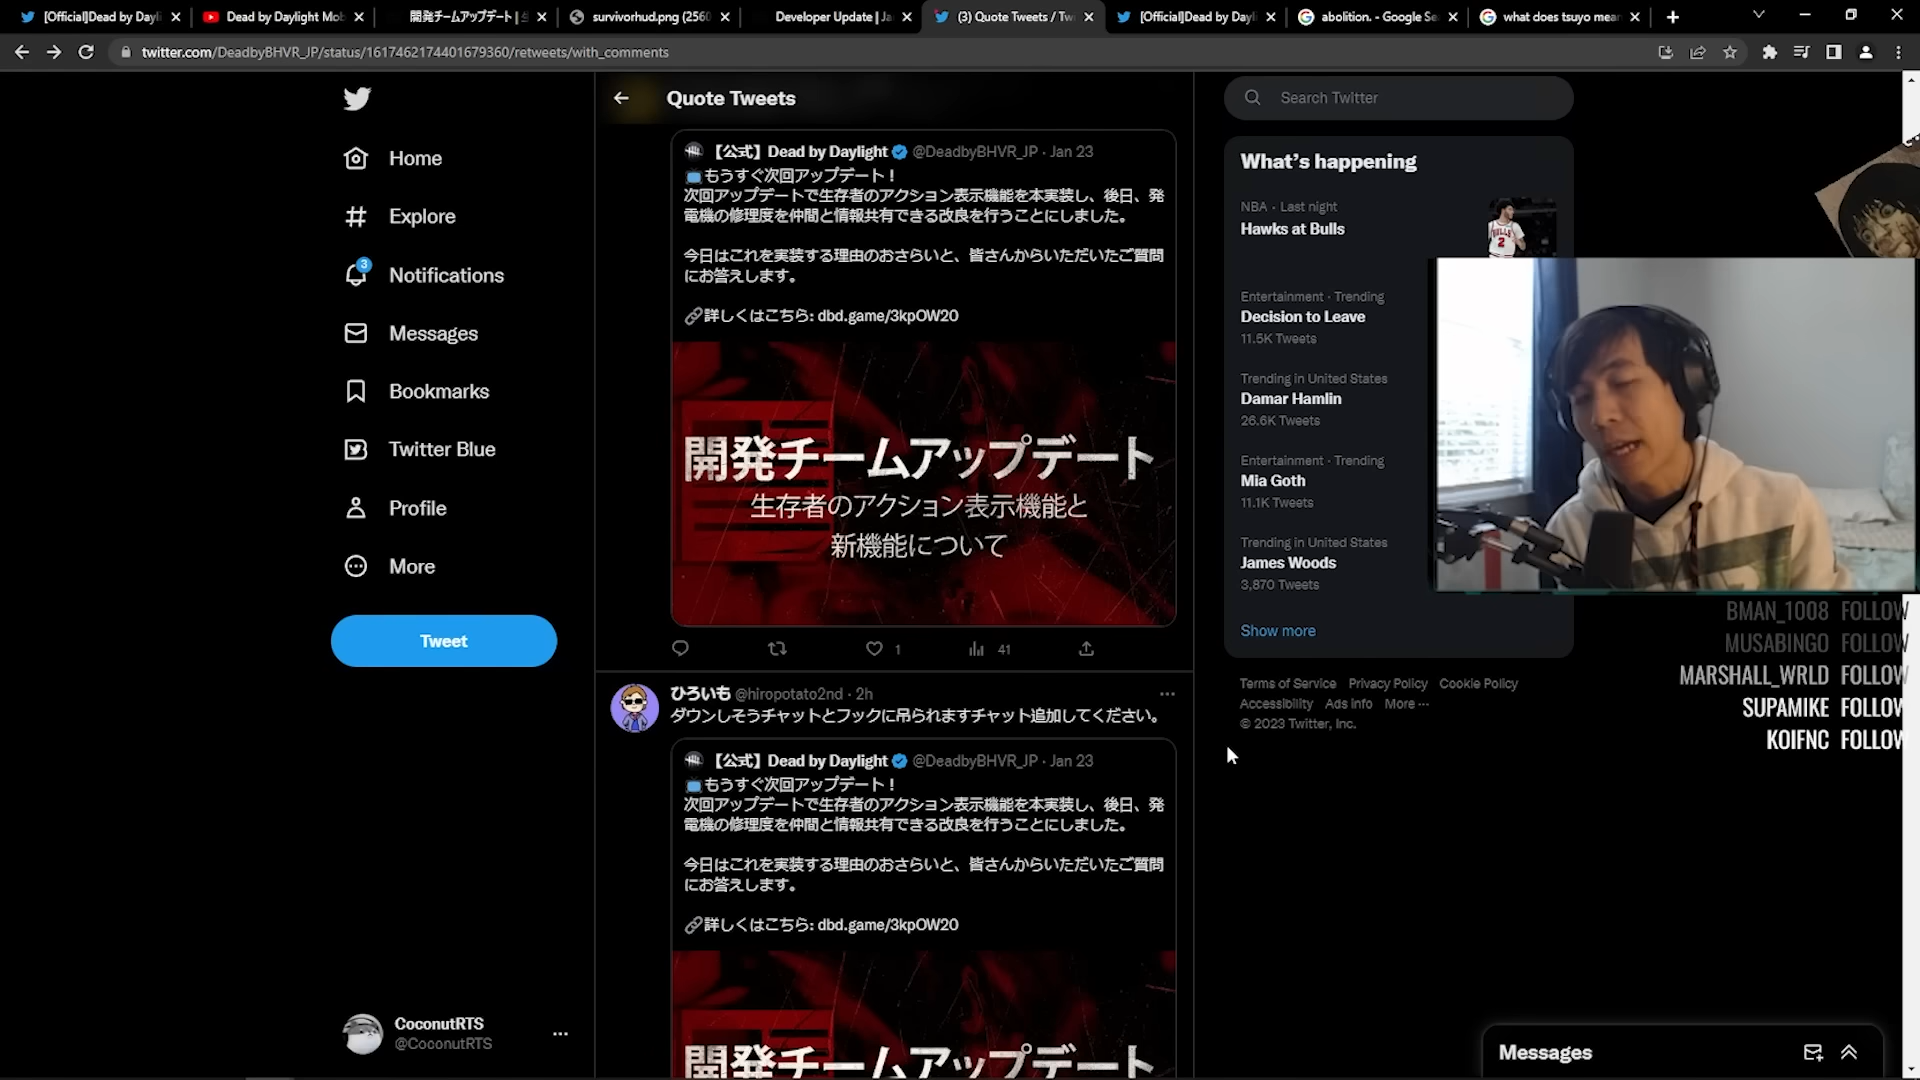 [Official]Dead by Dayli
Dead by Daylight Mob
開発チームアップデート | 生
survivorhud.png (2560
Developer Update | Ja
(3) Quote Tweets / Tw
[Official]Dead by Dayli
abolition. - Google Se
what does tsuyo mear
twitter.com/DeadbyBHVR_JP/status/1617462174401679360/retweets/with_comments
Home
Explore
3
Notifications
Messages
Bookmarks
Twitter Blue
Profile
More
Tweet
CoconutRTS
@CoconutRTS
Quote Tweets
【公式】Dead by Daylight @DeadbyBHVR_JP · Jan 23
もうすぐ次回アップデート！
次回アップデートで生存者のアクション表示機能を本実装し、後日、発
電機の修理度を仲間と情報共有できる改良を行うことにしました。
今日はこれを実装する理由のおさらいと、皆さんからいただいたご質問
にお答えします。
🔗詳しくはこちら: dbd.game/3kpOW20
開発チームアップデート
生存者のアクション表示機能と
新機能について
1
41
ひろいも @hiropotato2nd · 2h
ダウンしそうチャットとフックに吊られますチャット追加してください。
【公式】Dead by Daylight @DeadbyBHVR_JP · Jan 23
もうすぐ次回アップデート！
次回アップデートで生存者のアクション表示機能を本実装し、後日、発
電機の修理度を仲間と情報共有できる改良を行うことにしました。
今日はこれを実装する理由のおさらいと、皆さんからいただいたご質問
にお答えします。
🔗詳しくはこちら: dbd.game/3kpOW20
開発チームアップデート
Search Twitter
What's happening
NBA · Last night
Hawks at Bulls
BULLS
2
Entertainment · Trending
Decision to Leave
11.5K Tweets
Trending in United States
Damar Hamlin
26.6K Tweets
Entertainment · Trending
Mia Goth
11.1K Tweets
Trending in United States
James Woods
3,870 Tweets
Show more
Terms of Service Privacy Policy Cookie Policy
Accessibility Ads info More ···
© 2023 Twitter, Inc.
BMAN_1008 FOLLOW
MUSABINGO FOLLOW
MARSHALL_WRLD FOLLOW
SUPAMIKE FOLLOW
KOIFNC FOLLOW
Messages